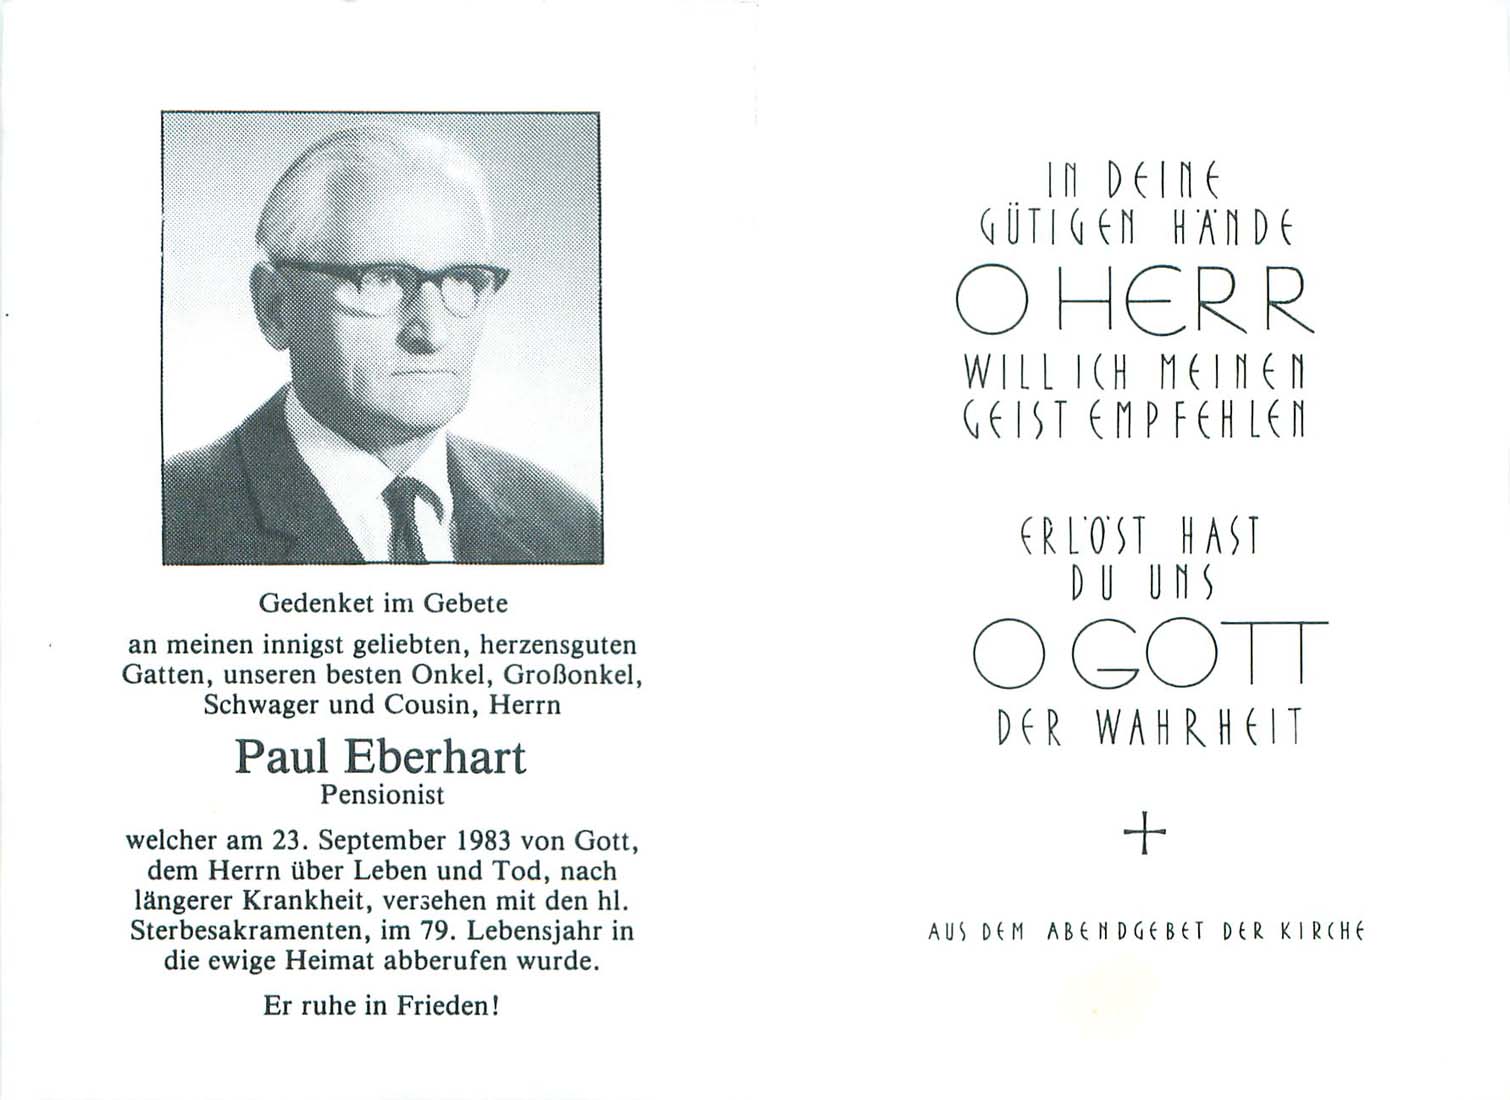 Gedenket im Gebete
an meinen innigst geliebten, herzensguten
Gatten, unseren besten Onkel, Großonkel,
Schwager und Cousin, Herrn
Paul Eberhart
Pensionist
welcher am 23. September 1983 von Gott,
dem Herrn über Leben und Tod, nach
längerer Krankheit, versehen mit den hl.
Sterbesakramenten, im 79. Lebensjahr in
die ewige Heimat abberufen wurde.
Er ruhe in Frieden!
IN DEINE
GÜTIGEN HÄNDE
O HERR
WILL ICH MEINEN
GEIST EMPFEHLEN
ERLÖST HAST
DU UNS
O GOTT
DER WAHRHEIT
AUS DEM ABENDGEBET DER KIRCHE